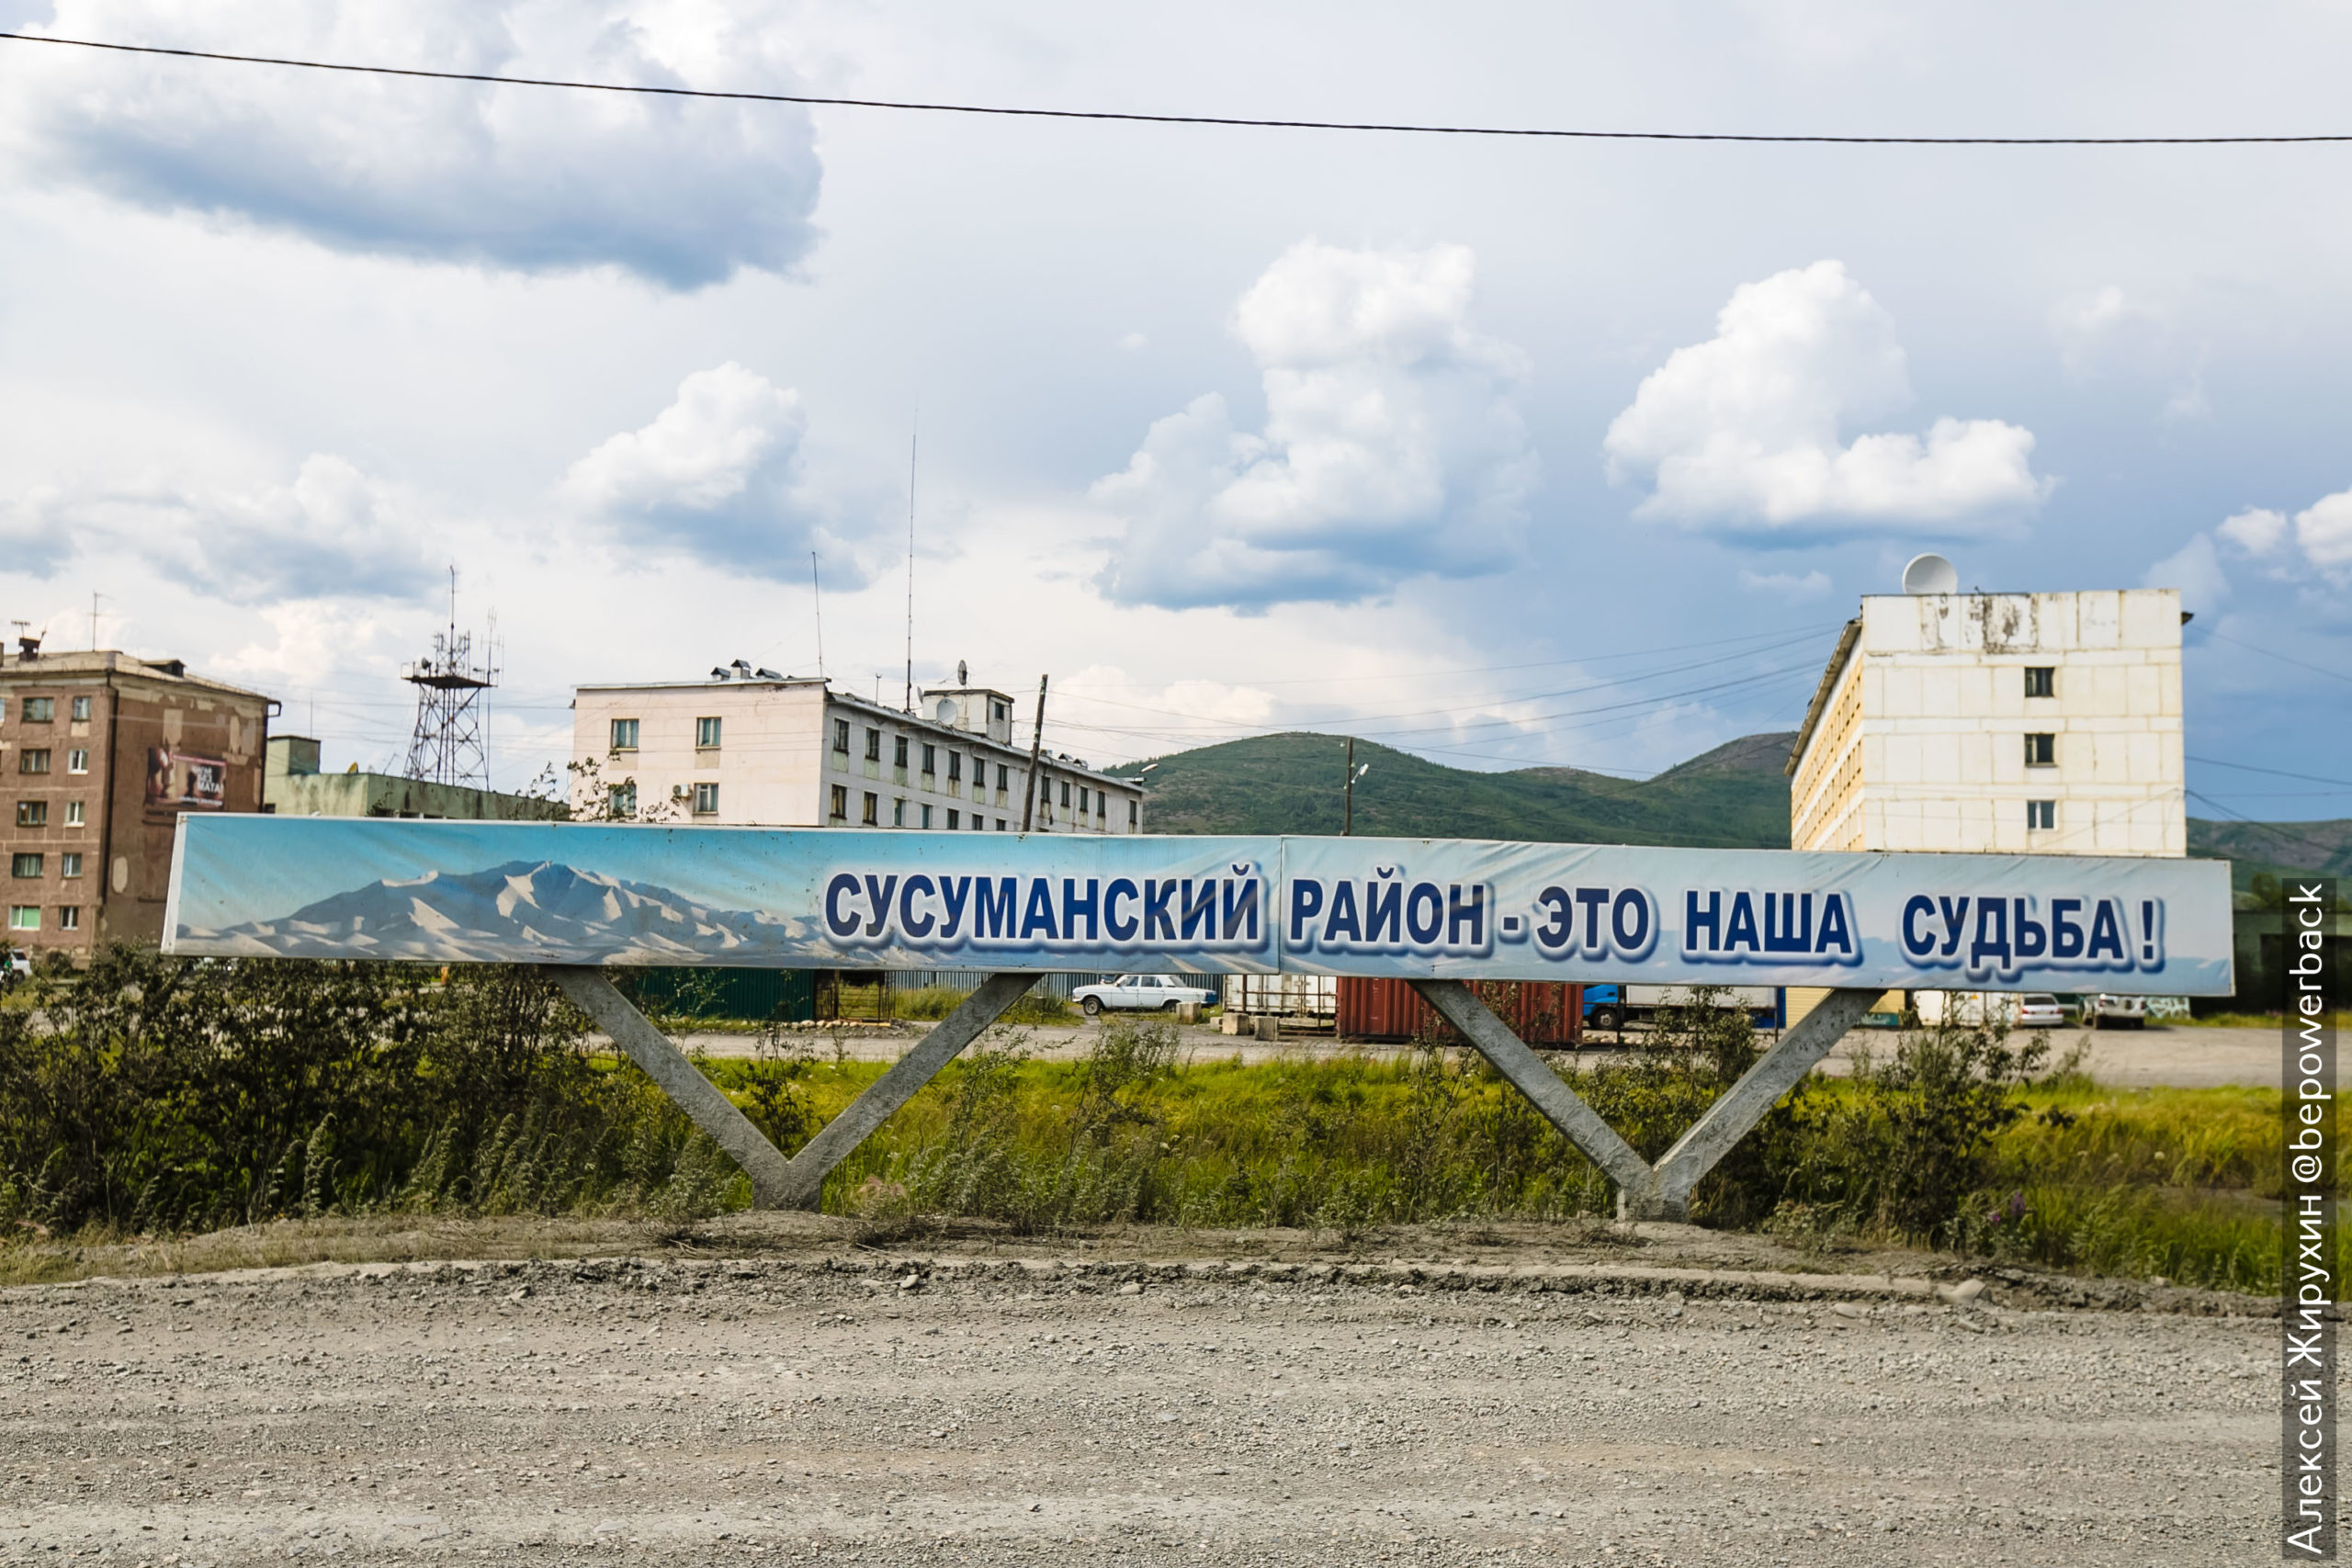 СУСУМАНСКИЙ РАЙОН - ЭТО НАША СУДЬБА !
Алексей Жирухин @bepowerback